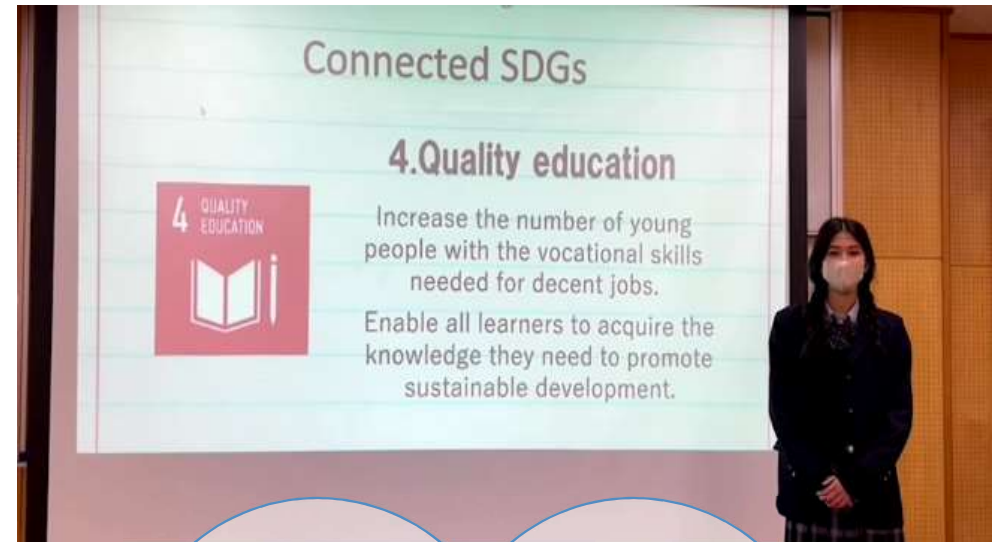 Connected SDGs
4.Quality education
4 QUALITY
EDUCATION
Increase the number of young
people with the vocational skills
needed for decent jobs.
Enable all learners to acquire the
knowledge they need to promote
sustainable development.